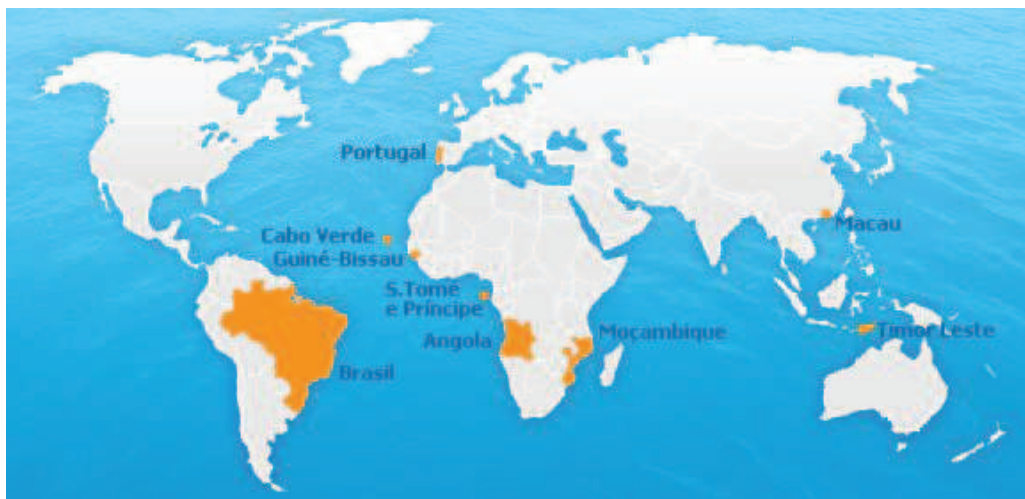 Portugal
Macau
Cabo Verde
Guiné-Bissau
S.Tomé
e Príncipe
Angola
Moçambique
Timor Leste
Brasil